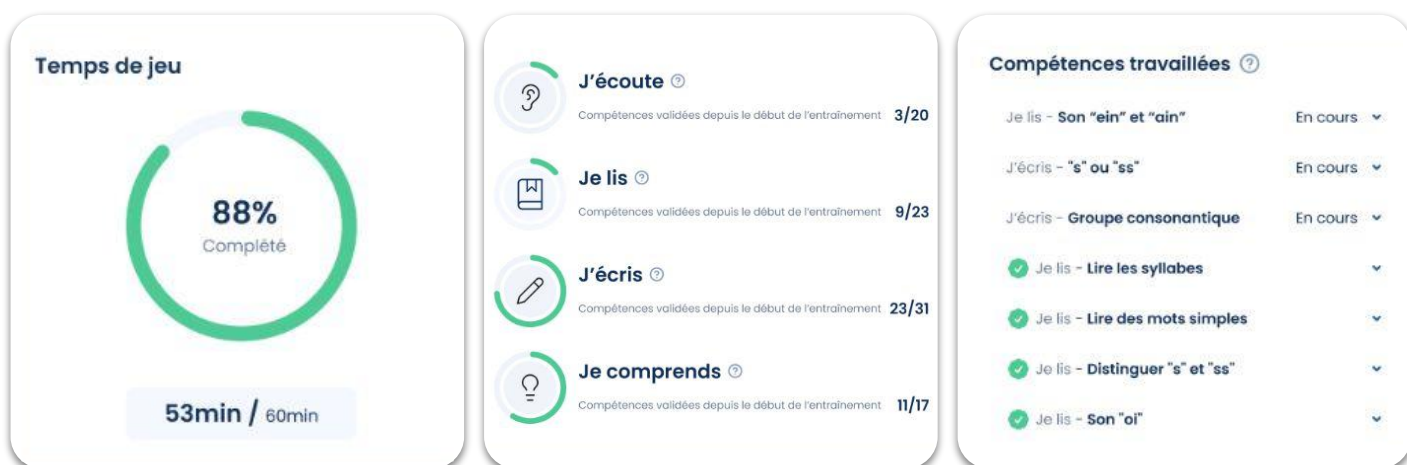 Temps de jeu
88%
Complété
53min / 60min
J'écoute ?
Compétences validées depuis le début de l'entraînement 3/20
Je lis ?
Compétences validées depuis le début de l'entraînement 9/23
J'écris ?
Compétences validées depuis le début de l'entraînement 23/31
Je comprends ?
Compétences validées depuis le début de l'entraînement 11/17
Compétences travaillées ?
Je lis - Son "ein" et "ain" En cours
J'écris - "s" ou "ss" En cours
J'écris - Groupe consonantique En cours
Je lis - Lire les syllabes
Je lis - Lire des mots simples
Je lis - Distinguer "s" et "ss"
Je lis - Son "oi"